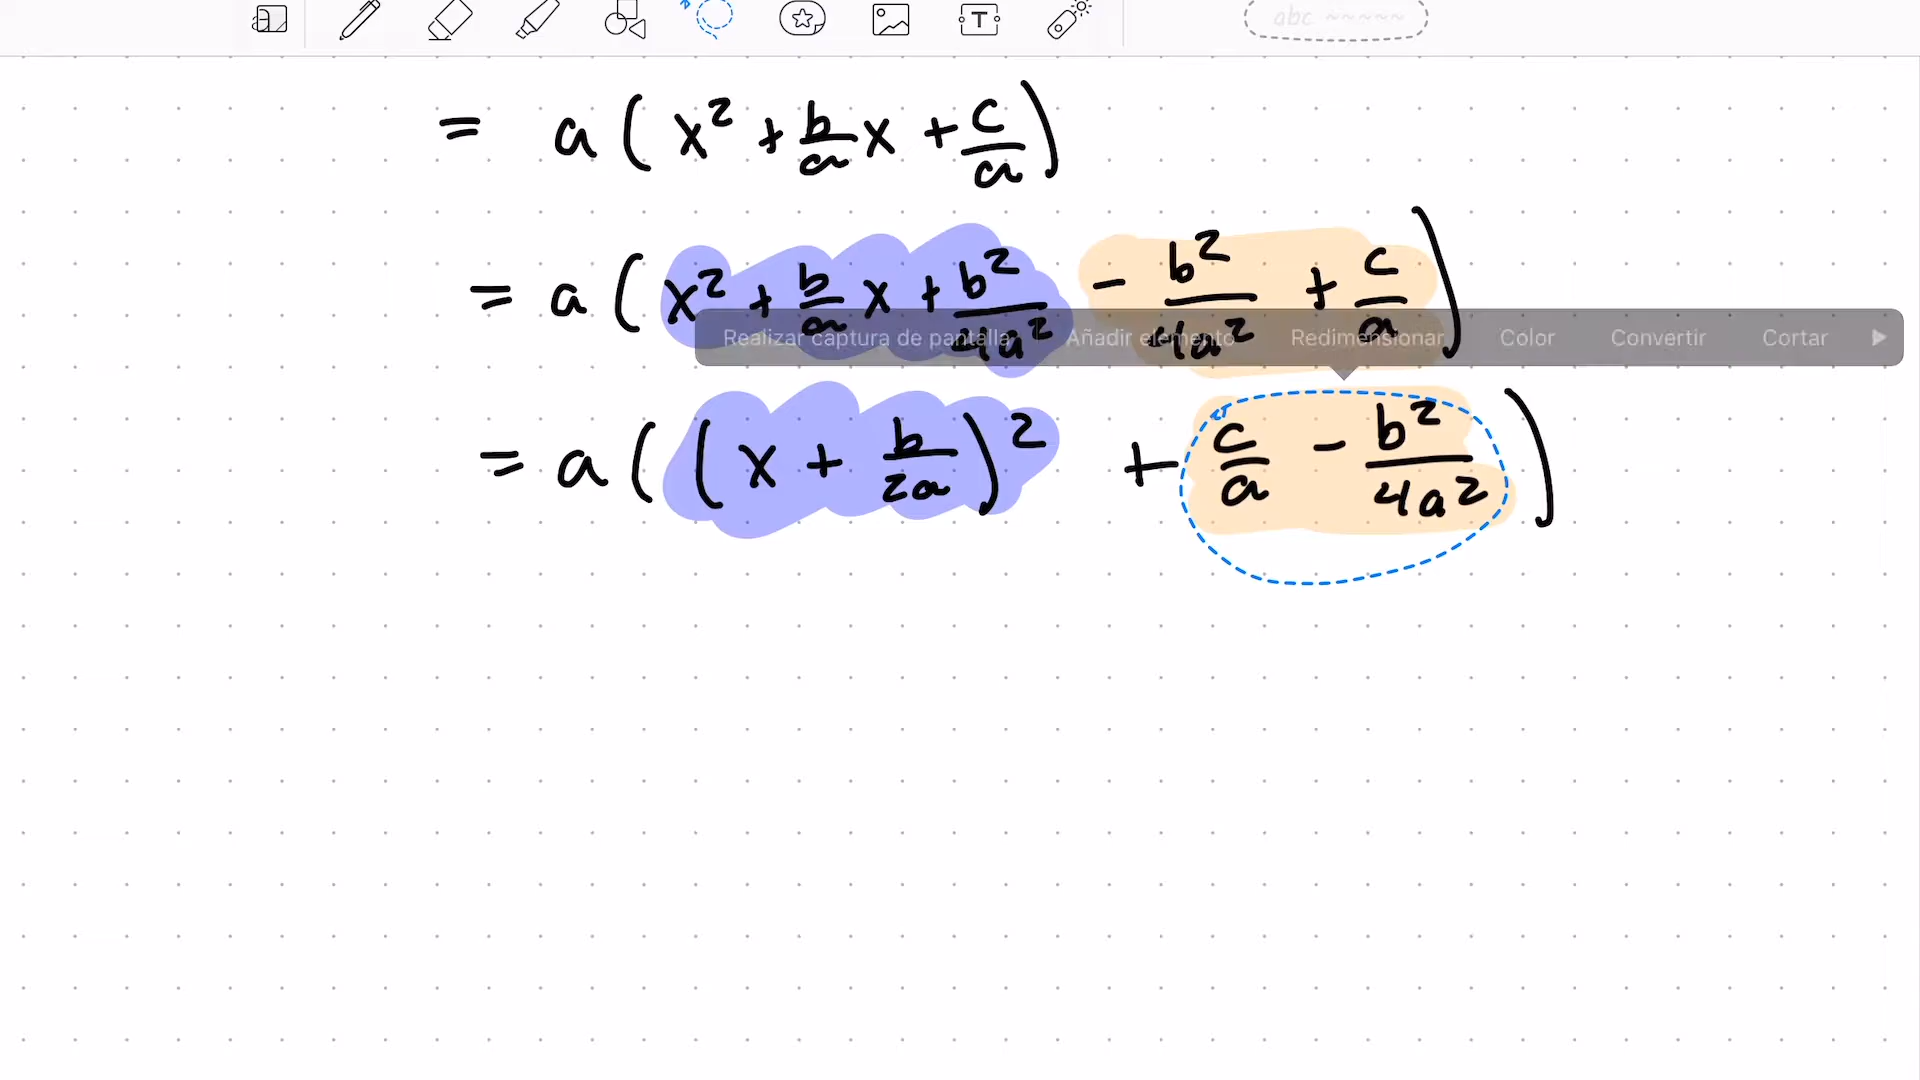 abc
= a ( x² + b/a x + c/a )
= a ( x² + b/a x + b²/4a² - b²/4a² + c/a )
Realizar captura de pantalla Añadir elemento Redimensionar Color Convertir Cortar
= a ( ( x + b/2a )² + c/a - b²/4a² )